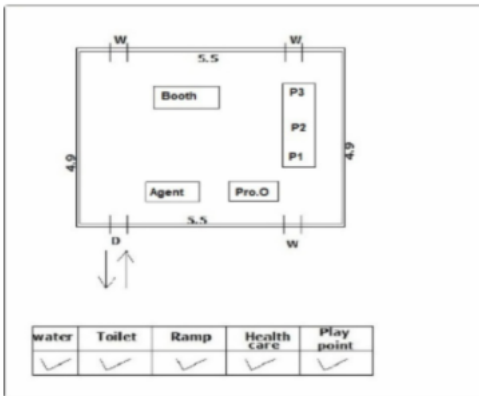 W W
5.5
Booth
P3
P2
P1
4.9
4.9
Agent
Pro.O
5.5
D
W
water Toilet Ramp Health care Play point